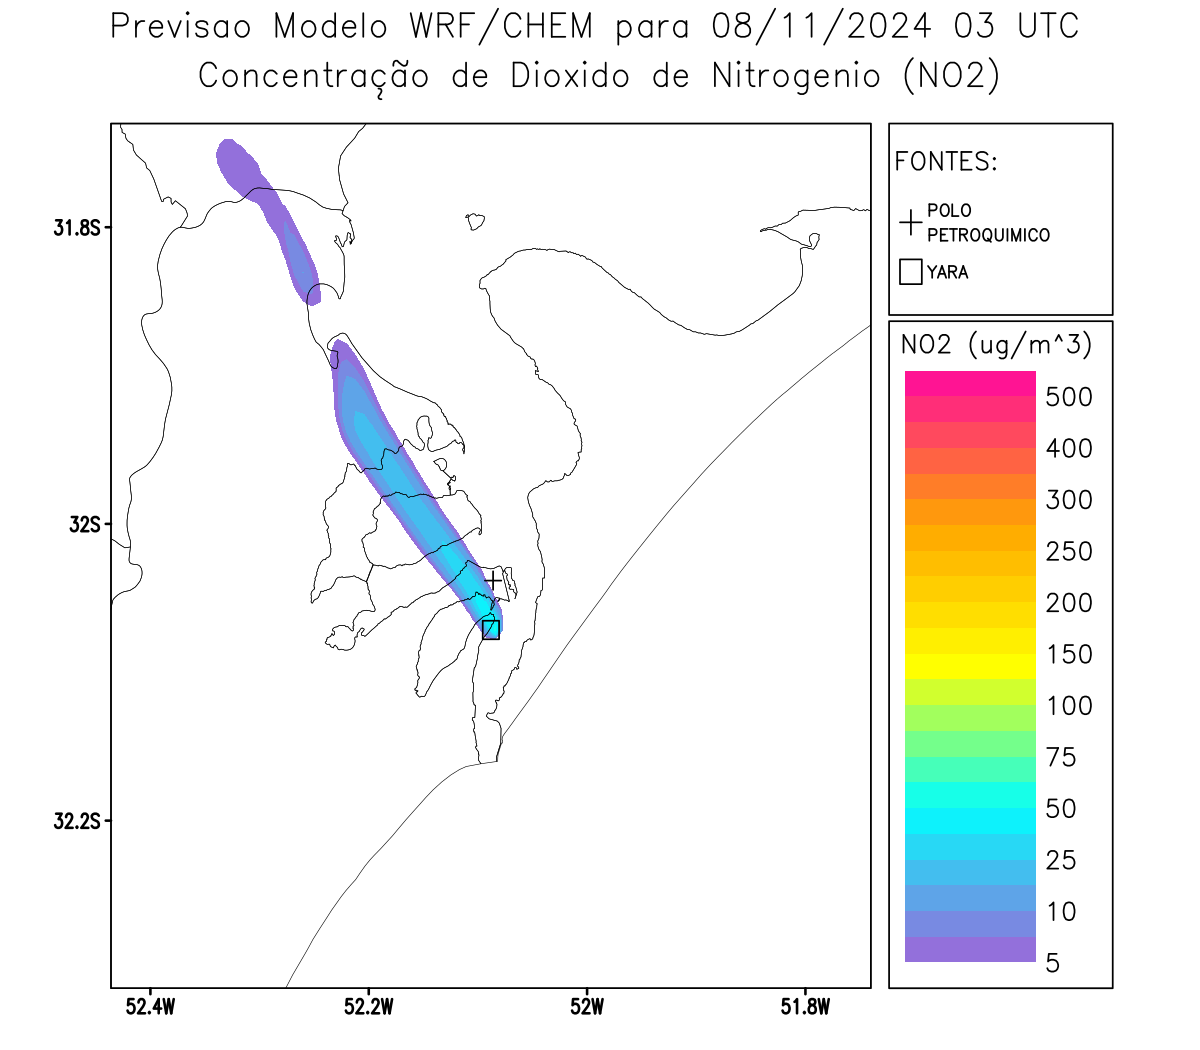 Previsao Modelo WRF/CHEM para 08/11/2024 03 UTC
Concentração de Dioxido de Nitrogenio (NO2)
FONTES:
POLO
PETROQUIMICO
YARA
31.8S
32S
32.2S
52.4W
52.2W
52W
51.8W
NO2 (ug/m^3)
500
400
300
250
200
150
100
75
50
25
10
5